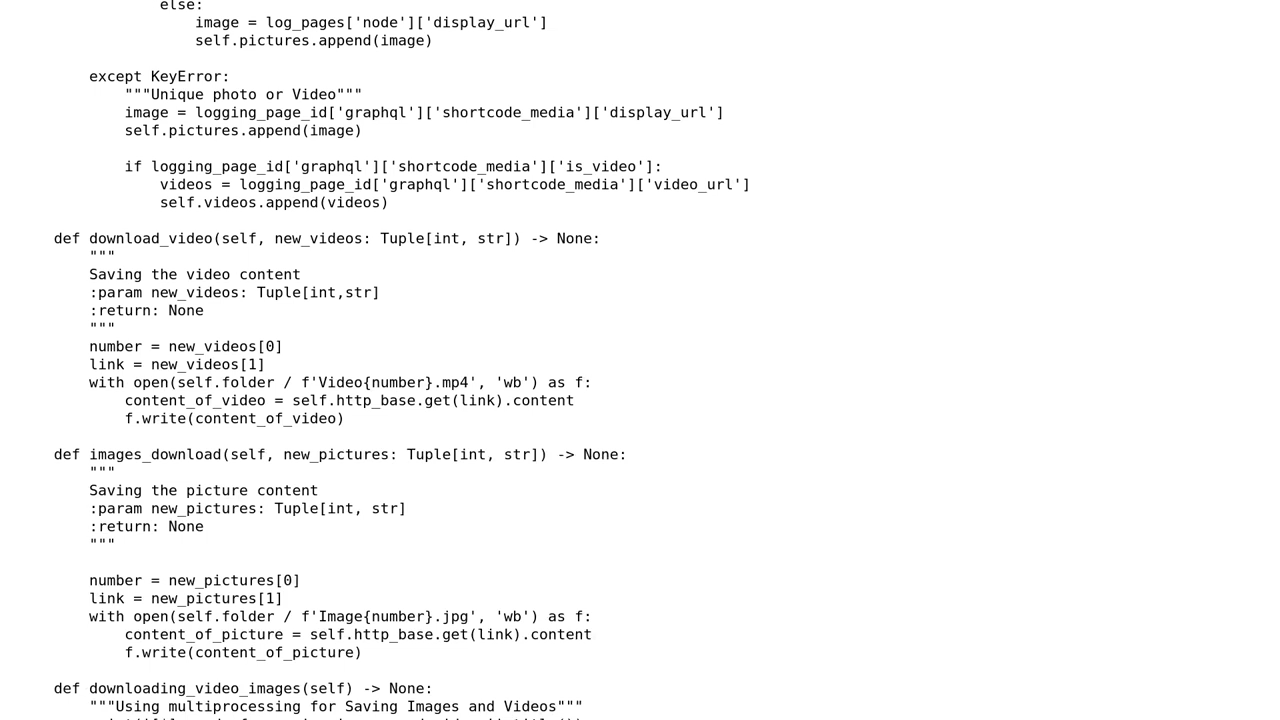 else:
image = log_pages['node']['display_url']
self.pictures.append(image)
except KeyError:
"""Unique photo or Video"""
image = logging_page_id['graphql']['shortcode_media']['display_url']
self.pictures.append(image)
if logging_page_id['graphql']['shortcode_media']['is_video']:
videos = logging_page_id['graphql']['shortcode_media']['video_url']
self.videos.append(videos)
def download_video(self, new_videos: Tuple[int, str]) -> None:
"""
Saving the video content
:param new_videos: Tuple[int,str]
:return: None
"""
number = new_videos[0]
link = new_videos[1]
with open(self.folder / f'Video{number}.mp4', 'wb') as f:
content_of_video = self.http_base.get(link).content
f.write(content_of_video)
def images_download(self, new_pictures: Tuple[int, str]) -> None:
"""
Saving the picture content
:param new_pictures: Tuple[int, str]
:return: None
"""
number = new_pictures[0]
link = new_pictures[1]
with open(self.folder / f'Image{number}.jpg', 'wb') as f:
content_of_picture = self.http_base.get(link).content
f.write(content_of_picture)
def downloading_video_images(self) -> None:
"""Using multiprocessing for Saving Images and Videos"""